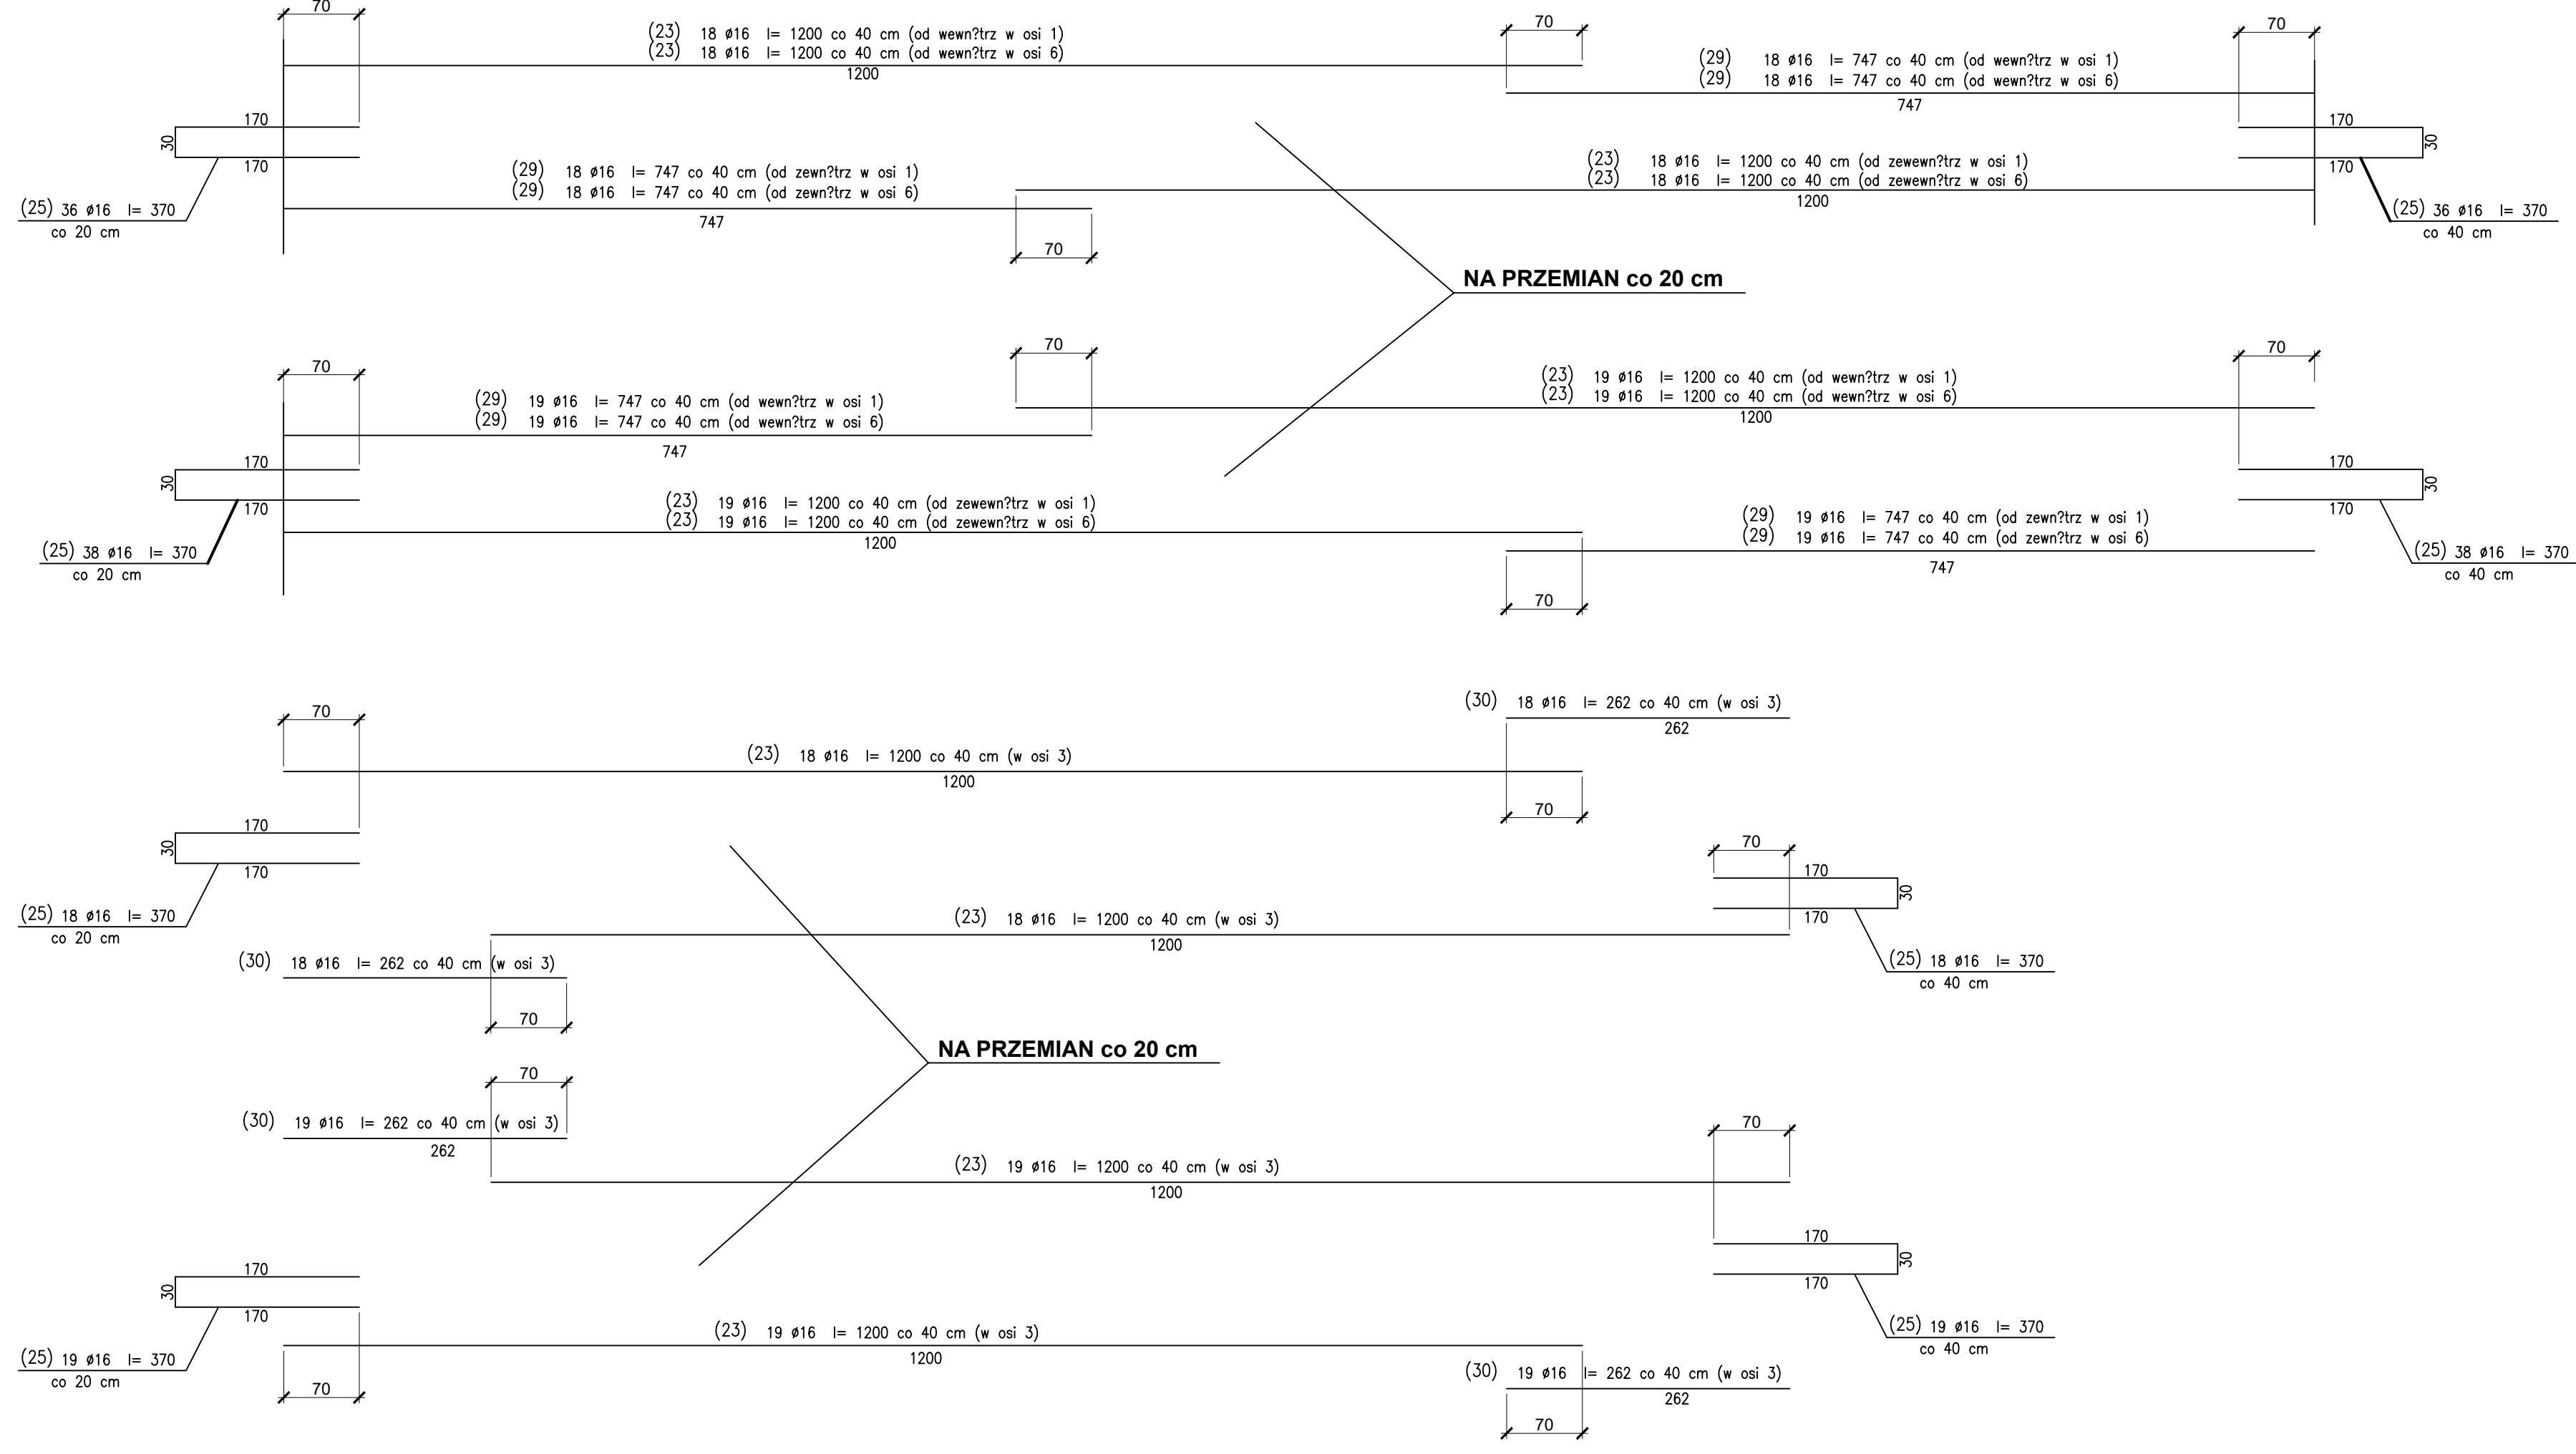 70
(23) 18 ø16 l= 1200 co 40 cm (od wewn?trz w osi 1)
(23) 18 ø16 l= 1200 co 40 cm (od wewn?trz w osi 6)
1200
70
70
(29) 18 ø16 l= 747 co 40 cm (od wewn?trz w osi 1)
(29) 18 ø16 l= 747 co 40 cm (od wewn?trz w osi 6)
747
170
30
170
(25) 36 ø16 l= 370
co 20 cm
(29) 18 ø16 l= 747 co 40 cm (od zewn?trz w osi 1)
(29) 18 ø16 l= 747 co 40 cm (od zewn?trz w osi 6)
747
70
(23) 18 ø16 l= 1200 co 40 cm (od zewewn?trz w osi 1)
(23) 18 ø16 l= 1200 co 40 cm (od zewewn?trz w osi 6)
1200
170
30
170
(25) 36 ø16 l= 370
co 40 cm
NA PRZEMIAN co 20 cm
70
70
70
(29) 19 ø16 l= 747 co 40 cm (od wewn?trz w osi 1)
(29) 19 ø16 l= 747 co 40 cm (od wewn?trz w osi 6)
747
(23) 19 ø16 l= 1200 co 40 cm (od wewn?trz w osi 1)
(23) 19 ø16 l= 1200 co 40 cm (od wewn?trz w osi 6)
1200
170
30
170
(25) 38 ø16 l= 370
co 20 cm
(23) 19 ø16 l= 1200 co 40 cm (od zewewn?trz w osi 1)
(23) 19 ø16 l= 1200 co 40 cm (od zewewn?trz w osi 6)
1200
(29) 19 ø16 l= 747 co 40 cm (od zewn?trz w osi 1)
(29) 19 ø16 l= 747 co 40 cm (od zewn?trz w osi 6)
747
70
170
30
170
(25) 38 ø16 l= 370
co 40 cm
70
(23) 18 ø16 l= 1200 co 40 cm (w osi 3)
1200
(30) 18 ø16 l= 262 co 40 cm (w osi 3)
262
70
170
30
170
(25) 18 ø16 l= 370
co 20 cm
70
170
30
170
(25) 18 ø16 l= 370
co 40 cm
(23) 18 ø16 l= 1200 co 40 cm (w osi 3)
1200
(30) 18 ø16 l= 262 co 40 cm (w osi 3)
70
NA PRZEMIAN co 20 cm
70
(30) 19 ø16 l= 262 co 40 cm (w osi 3)
262
(23) 19 ø16 l= 1200 co 40 cm (w osi 3)
1200
70
170
30
170
(25) 19 ø16 l= 370
co 40 cm
170
30
170
(25) 19 ø16 l= 370
co 20 cm
70
(23) 19 ø16 l= 1200 co 40 cm (w osi 3)
1200
(30) 19 ø16 l= 262 co 40 cm (w osi 3)
262
70